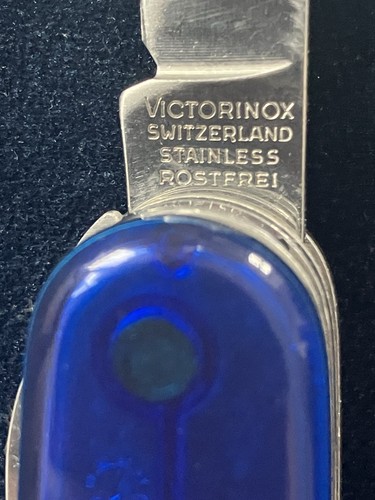 VICTORINOX
SWITZERLAND
STAINLESS
ROSTFREI